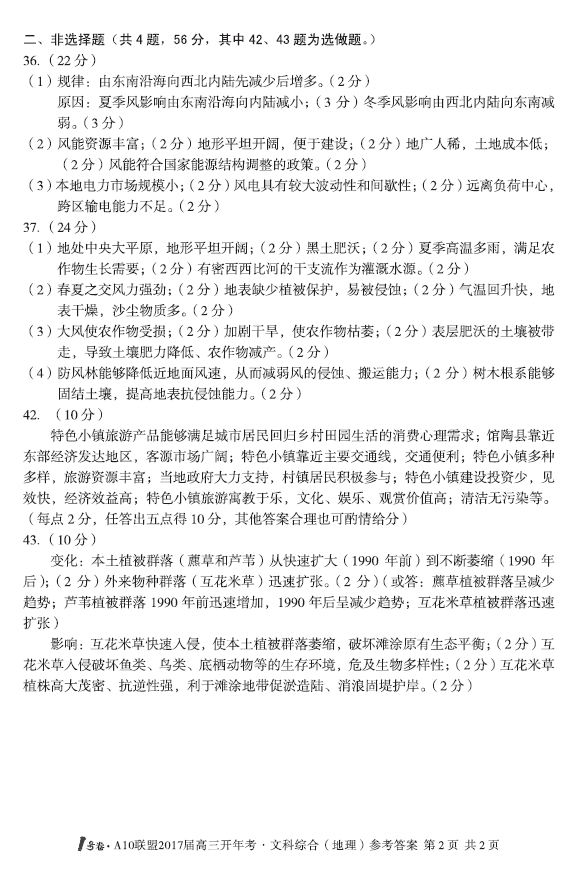 二、非选择题（共 4 题，56 分，其中 42、43 题为选做题。）
36.（22 分）
（1）规律：由东南沿海向西北内陆先减少后增多。（2 分）
原因：夏季风影响由东南沿海向内陆减小；（3 分）冬季风影响由西北内陆向东南减
弱。（3 分）
（2）风能资源丰富；（2 分）地形平坦开阔，便于建设；（2 分）地广人稀，土地成本低；
（2 分）风能符合国家能源结构调整的政策。（2 分）
（3）本地电力市场规模小；（2 分）风电具有较大波动性和间歇性；（2 分）远离负荷中心，
跨区输电能力不足。（2 分）
37.（24 分）
（1）地处中央大平原，地形平坦开阔；（2 分）黑土肥沃；（2 分）夏季高温多雨，满足农
作物生长需要；（2 分）有密西西比河的干支流作为灌溉水源。（2 分）
（2）春夏之交风力强劲；（2 分）地表缺少植被保护，易被侵蚀；（2 分）气温回升快，地
表干燥，沙尘物质多。（2 分）
（3）大风使农作物受损；（2 分）加剧干旱，使农作物枯萎；（2 分）表层肥沃的土壤被带
走，导致土壤肥力降低、农作物减产。（2 分）
（4）防风林能够降低近地面风速，从而减弱风的侵蚀、搬运能力；（2 分）树木根系能够
固结土壤，提高地表抗侵蚀能力。（2 分）
42. （10 分）
特色小镇旅游产品能够满足城市居民回归乡村田园生活的消费心理需求；馆陶县靠近
东部经济发达地区，客源市场广阔；特色小镇靠近主要交通线，交通便利；特色小镇多种
多样，旅游资源丰富；当地政府大力支持，村镇居民积极参与；特色小镇建设投资少，见
效快，经济效益高；特色小镇旅游寓教于乐，文化、娱乐、观赏价值高；清洁无污染等。
（每点 2 分，任答出五点得 10 分，其他答案合理也可酌情给分）
43.（10 分）
变化：本土植被群落（藨草和芦苇）从快速扩大（1990 年前）到不断萎缩（1990 年
后）；（2 分）外来物种群落（互花米草）迅速扩张。（2 分）（或答：藨草植被群落呈减少
趋势；芦苇植被群落 1990 年前迅速增加，1990 年后呈减少趋势；互花米草植被群落迅速
扩张）
影响：互花米草快速入侵，使本土植被群落萎缩，破坏滩涂原有生态平衡；（2 分）互
花米草入侵破坏鱼类、鸟类、底栖动物等的生存环境，危及生物多样性；（2 分）互花米草
植株高大茂密、抗逆性强，利于滩涂地带促淤造陆、消浪固堤护岸。（2 分）
1号卷·A10联盟2017届高三开年考·文科综合（地理）参考答案 第 2 页 共 2 页